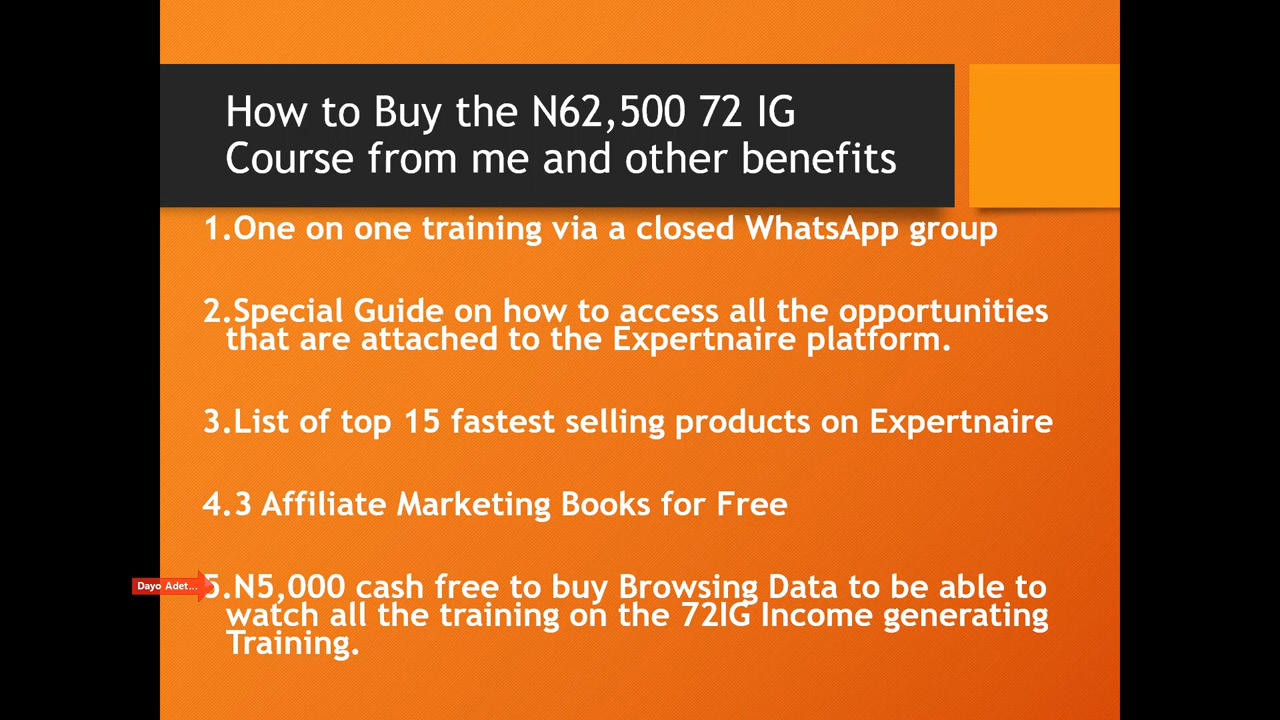 How to Buy the N62,500 72 IG
Course from me and other benefits
1.One on one training via a closed WhatsApp group
2.Special Guide on how to access all the opportunities
that are attached to the Expertnaire platform.
3.List of top 15 fastest selling products on Expertnaire
4.3 Affiliate Marketing Books for Free
Dayo Adet...
5.N5,000 cash free to buy Browsing Data to be able to
watch all the training on the 72IG Income generating
Training.